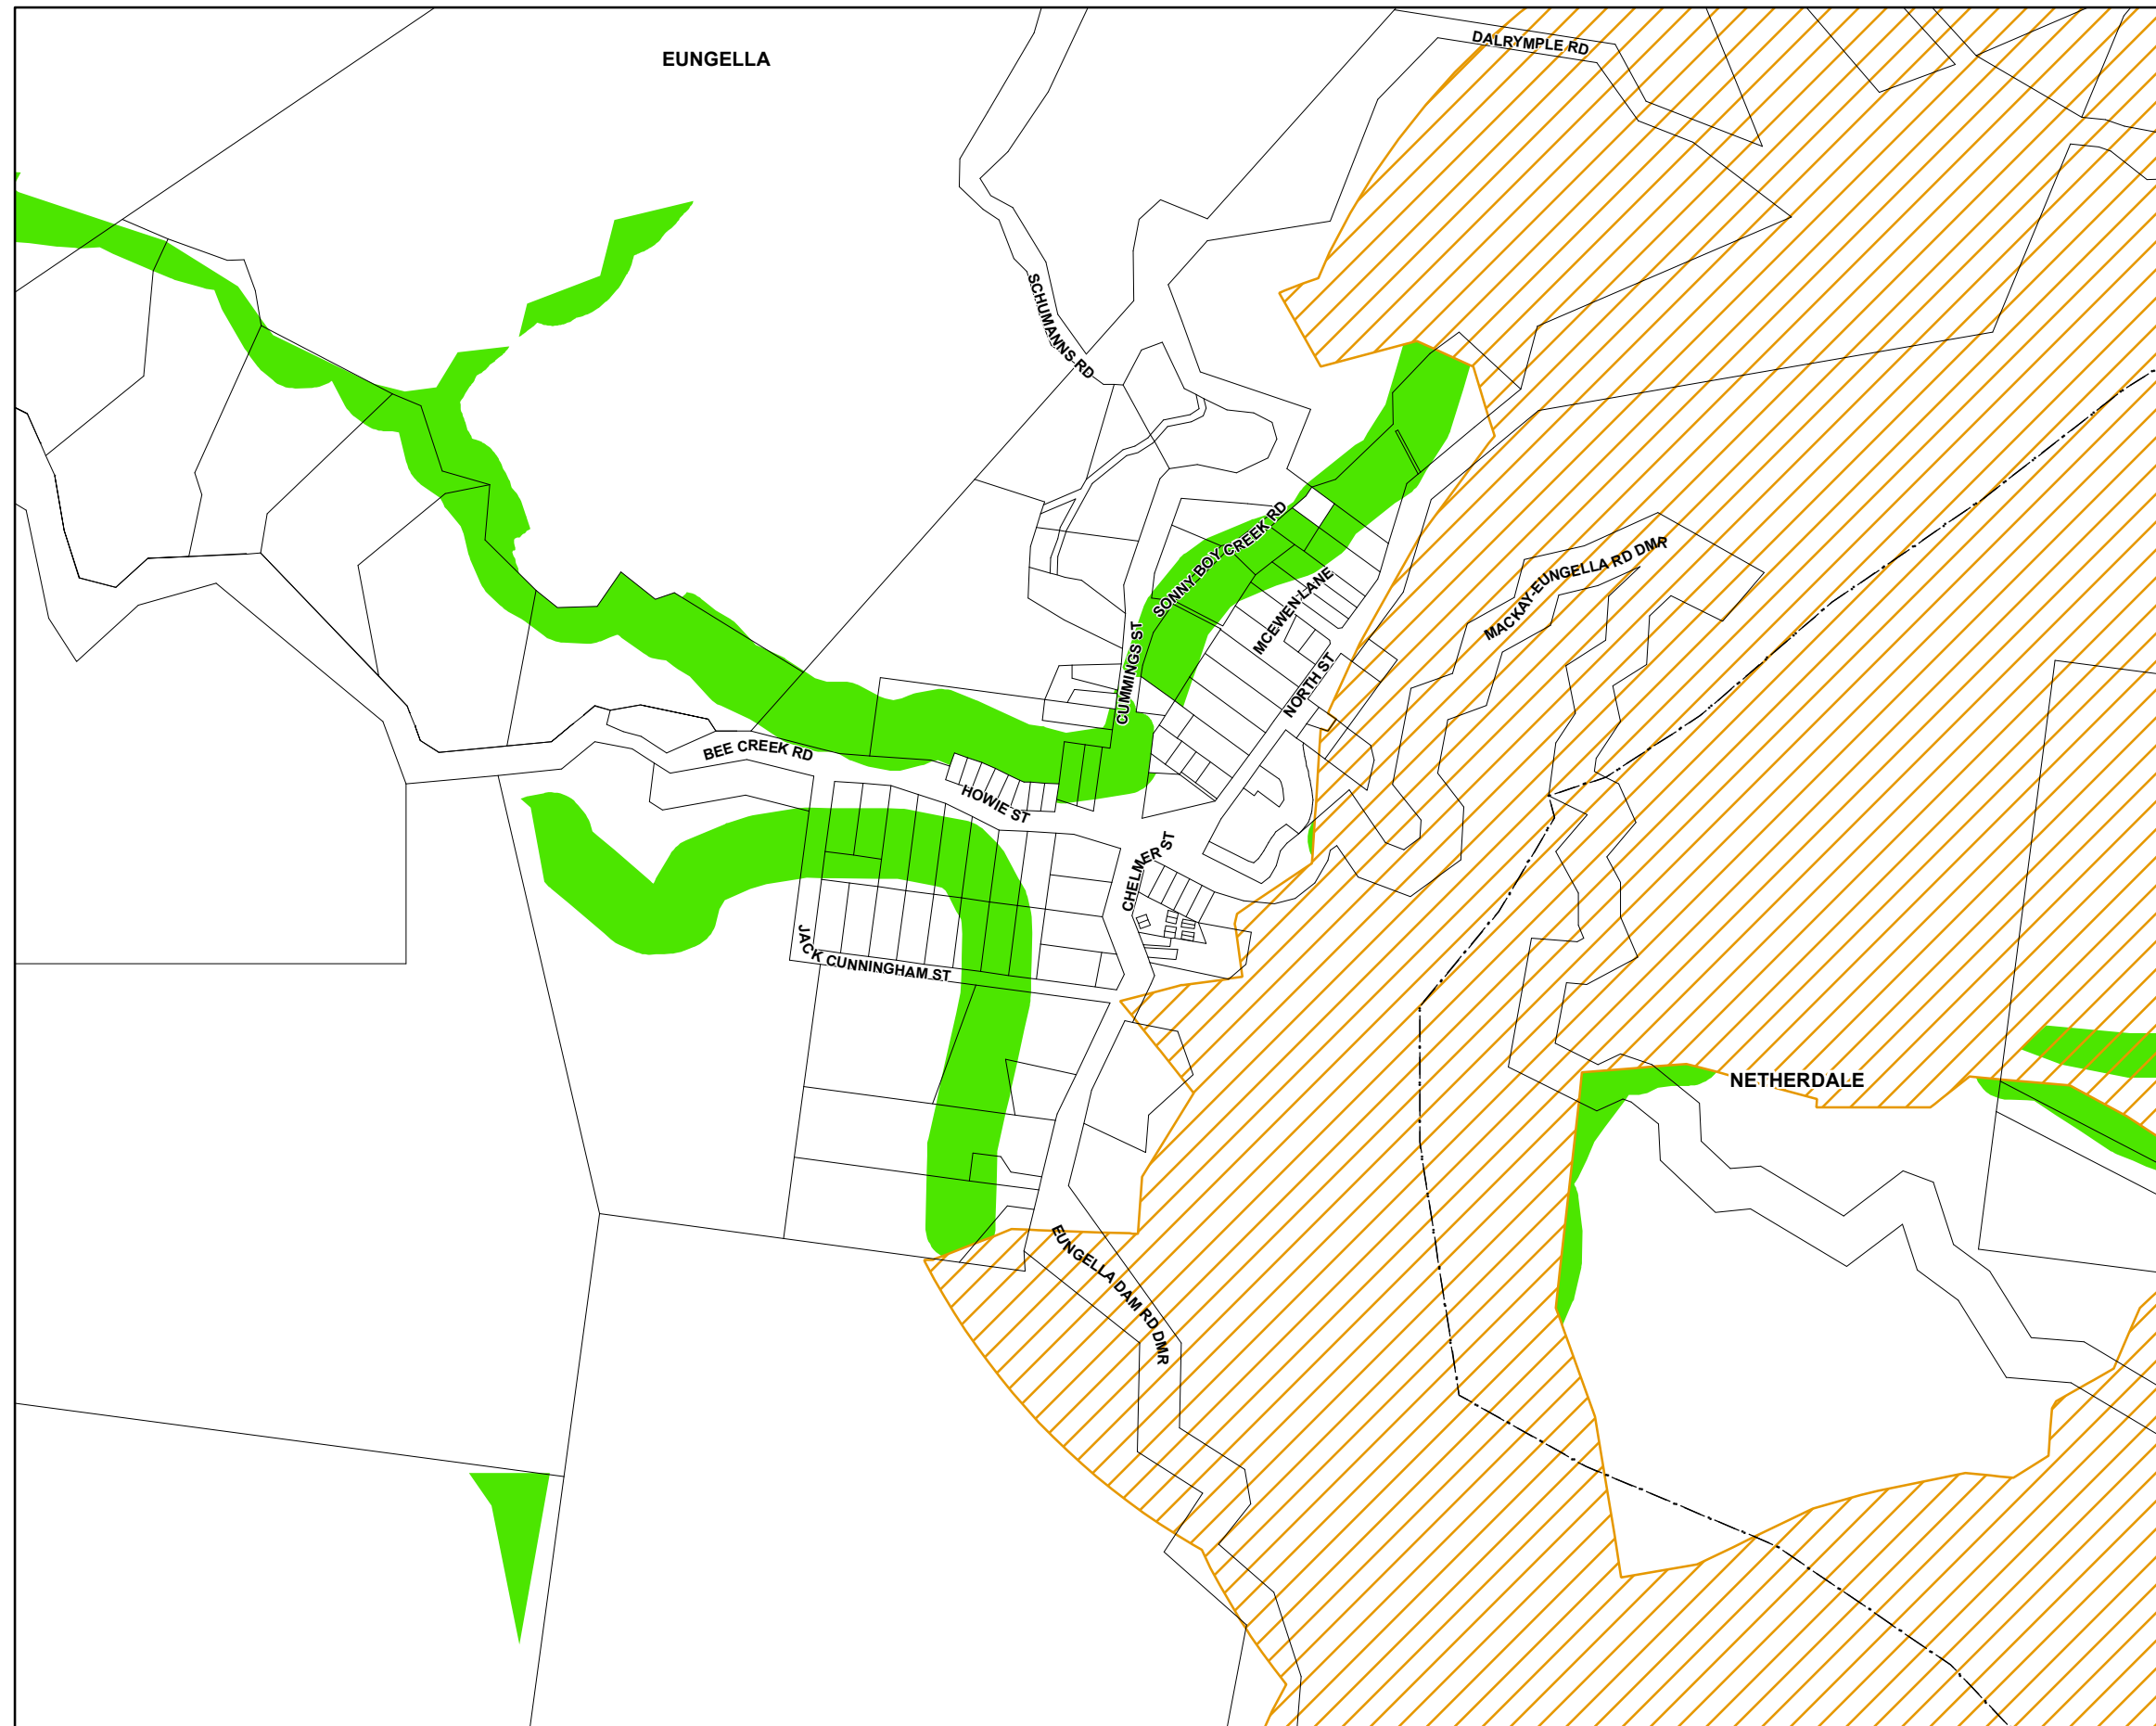 DALRYMPLE RD
EUNGELLA
SCHUMANNS RD
SONNY BOY CREEK RD
MACKAY-EUNGELLA RD DMR
MCEWEN LANE
CUMMINGS ST
NORTH ST
BEE CREEK RD
HOWIE ST
CHELMER ST
JACK CUNNINGHAM ST
NETHERDALE
EUNGELLA DAM RD DMR